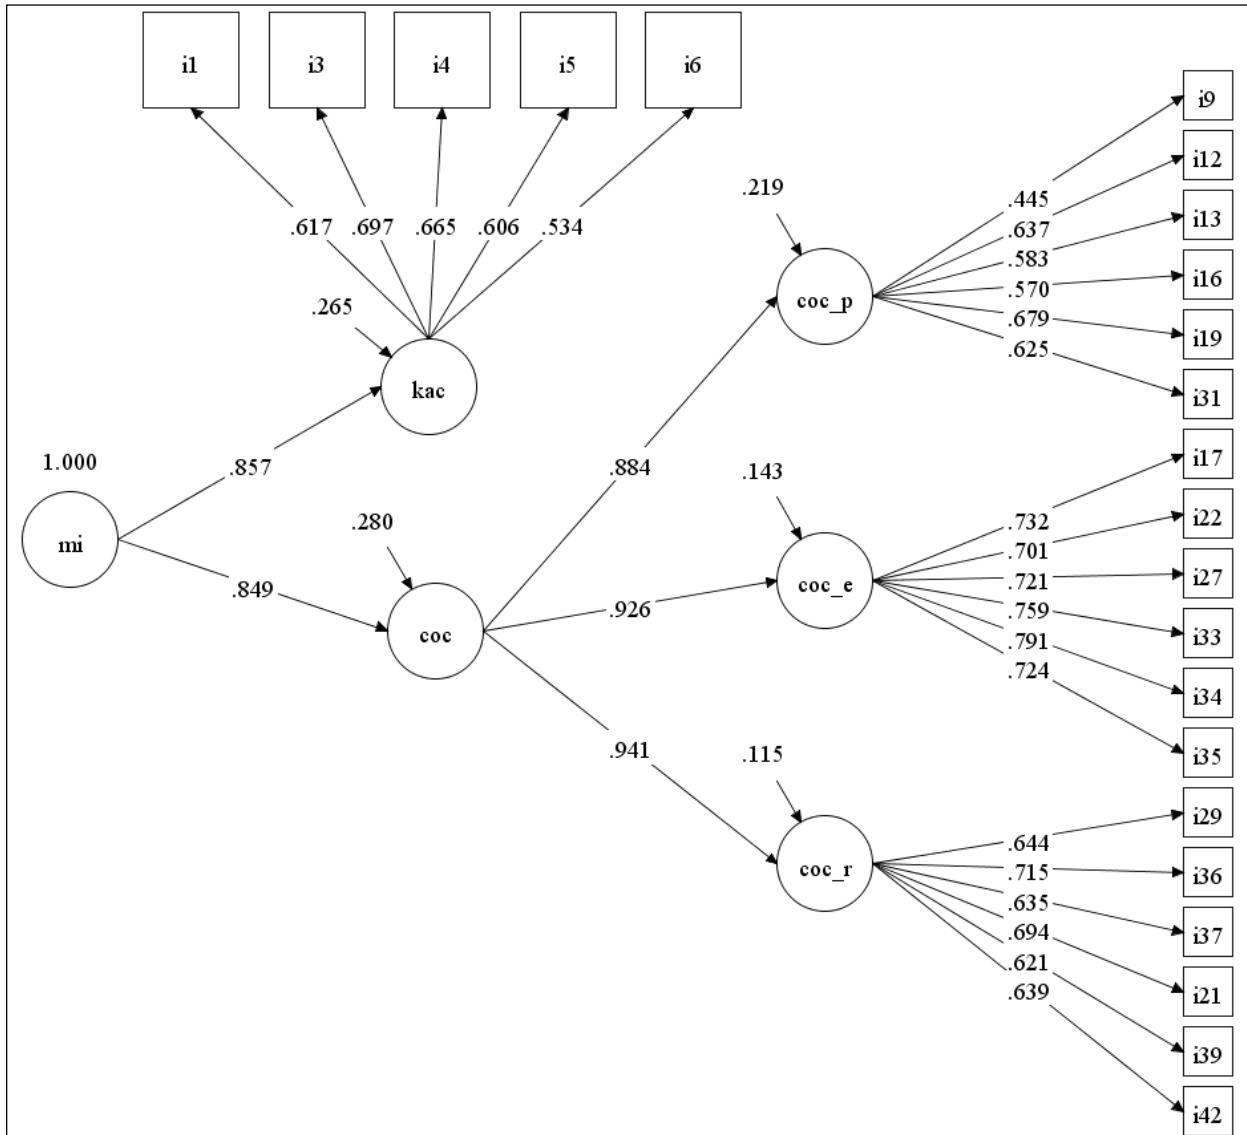 i1 i3 i4 i5 i6
.617 .697 .665 .606 .534
.265
kac
1.000
mi
.857
.849
.280
coc
.884
.926
.941
.219
coc_p
.445
.637
.583
.570
.679
.625
i9
i12
i13
i16
i19
i31
.143
coc_e
.732
.701
.721
.759
.791
.724
i17
i22
i27
i33
i34
i35
.115
coc_r
.644
.715
.635
.694
.621
.639
i29
i36
i37
i21
i39
i42